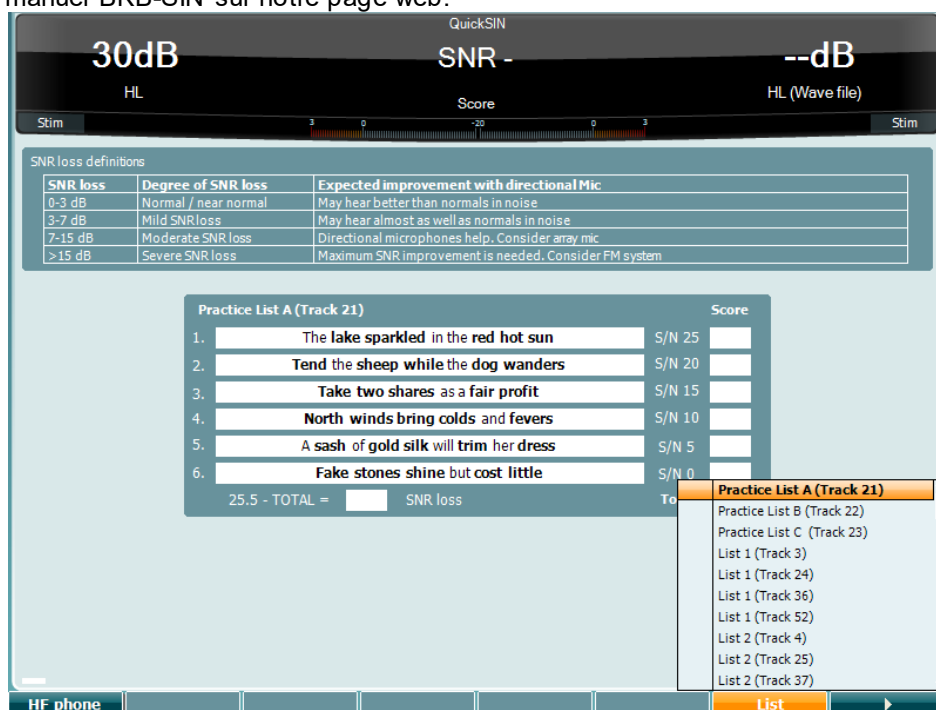 manuel BKB-SIN sur notre page web.
QuickSIN
30dB SNR - --dB
HL HL (Wave file)
Score
Stim 3 0 -20 0 3 Stim
SNR loss definitions
SNR loss Degree of SNR loss Expected improvement with directional Mic
0-3 dB Normal / near normal May hear better than normals in noise
3-7 dB Mild SNR loss May hear almost as well as normals in noise
7-15 dB Moderate SNR loss Directional microphones help. Consider array mic
>15 dB Severe SNR loss Maximum SNR improvement is needed. Consider FM system
Practice List A (Track 21) Score
1. The lake sparkled in the red hot sun S/N 25
2. Tend the sheep while the dog wanders S/N 20
3. Take two shares as a fair profit S/N 15
4. North winds bring colds and fevers S/N 10
5. A sash of gold silk will trim her dress S/N 5
6. Fake stones shine but cost little S/N 0
25.5 - TOTAL = SNR loss
Practice List A (Track 21)
Practice List B (Track 22)
Practice List C (Track 23)
List 1 (Track 3)
List 1 (Track 24)
List 1 (Track 36)
List 1 (Track 52)
List 2 (Track 4)
List 2 (Track 25)
List 2 (Track 37)
HF phone List